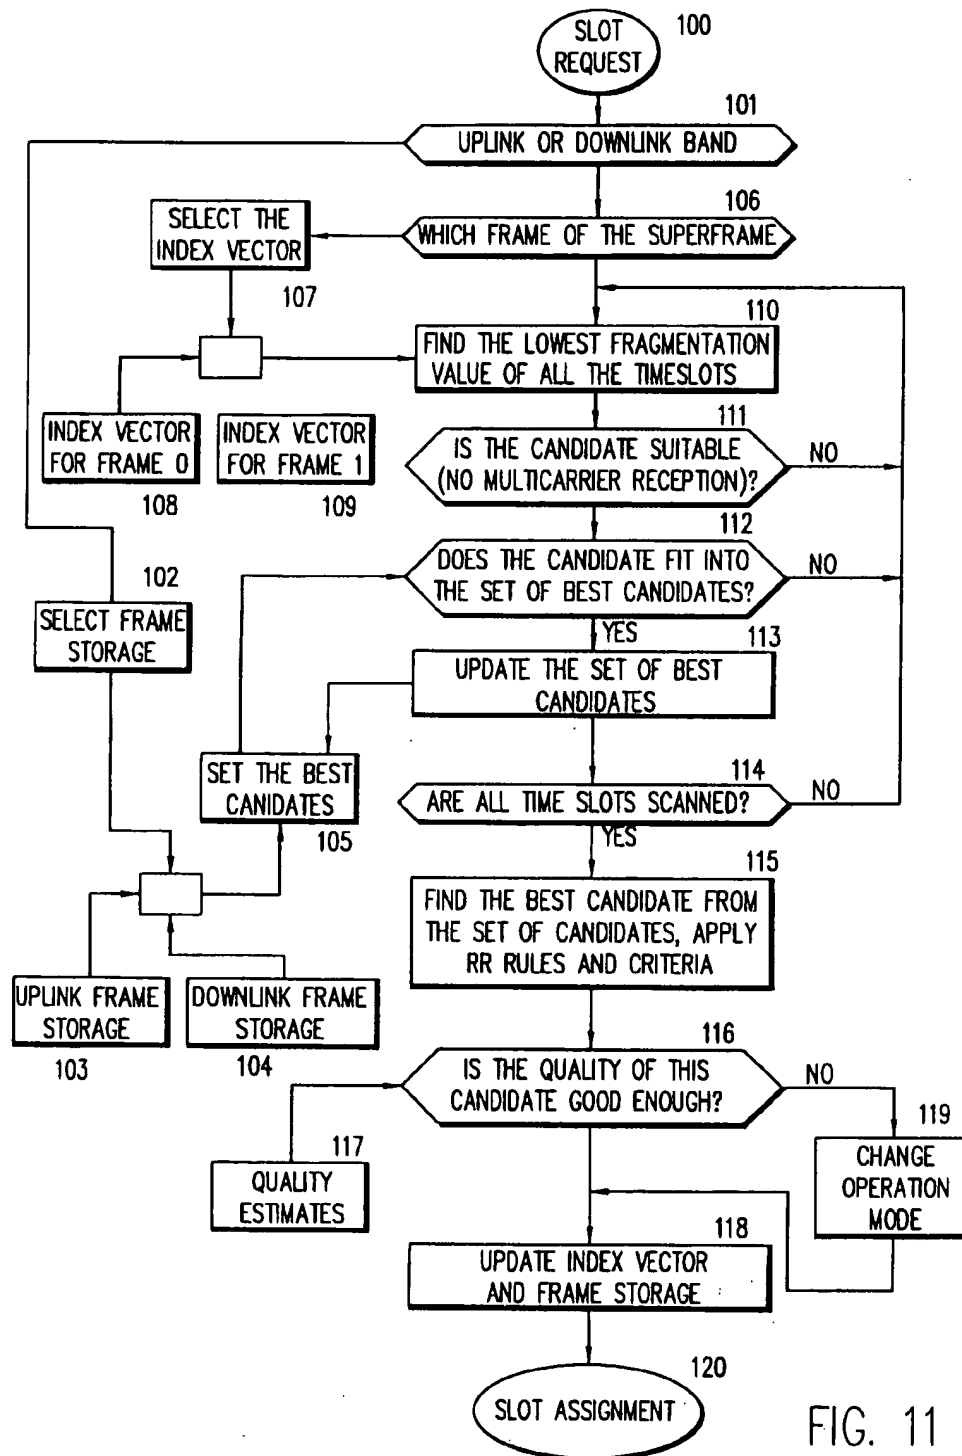 SLOT
REQUEST
100
101
UPLINK OR DOWNLINK BAND
106
WHICH FRAME OF THE SUPERFRAME
SELECT THE
INDEX VECTOR
107
110
FIND THE LOWEST FRAGMENTATION
VALUE OF ALL THE TIMESLOTS
INDEX VECTOR
FOR FRAME 0
108
INDEX VECTOR
FOR FRAME 1
109
111
IS THE CANDIDATE SUITABLE
(NO MULTICARRIER RECEPTION)?
NO
112
DOES THE CANDIDATE FIT INTO
THE SET OF BEST CANDIDATES?
NO
YES
102
SELECT FRAME
STORAGE
113
UPDATE THE SET OF BEST
CANDIDATES
SET THE BEST
CANIDATES
105
114
ARE ALL TIME SLOTS SCANNED?
NO
YES
115
FIND THE BEST CANDIDATE FROM
THE SET OF CANDIDATES, APPLY
RR RULES AND CRITERIA
UPLINK FRAME
STORAGE
103
DOWNLINK FRAME
STORAGE
104
116
IS THE QUALITY OF THIS
CANDIDATE GOOD ENOUGH?
NO
117
QUALITY
ESTIMATES
119
CHANGE
OPERATION
MODE
118
UPDATE INDEX VECTOR
AND FRAME STORAGE
120
SLOT ASSIGNMENT
FIG. 11